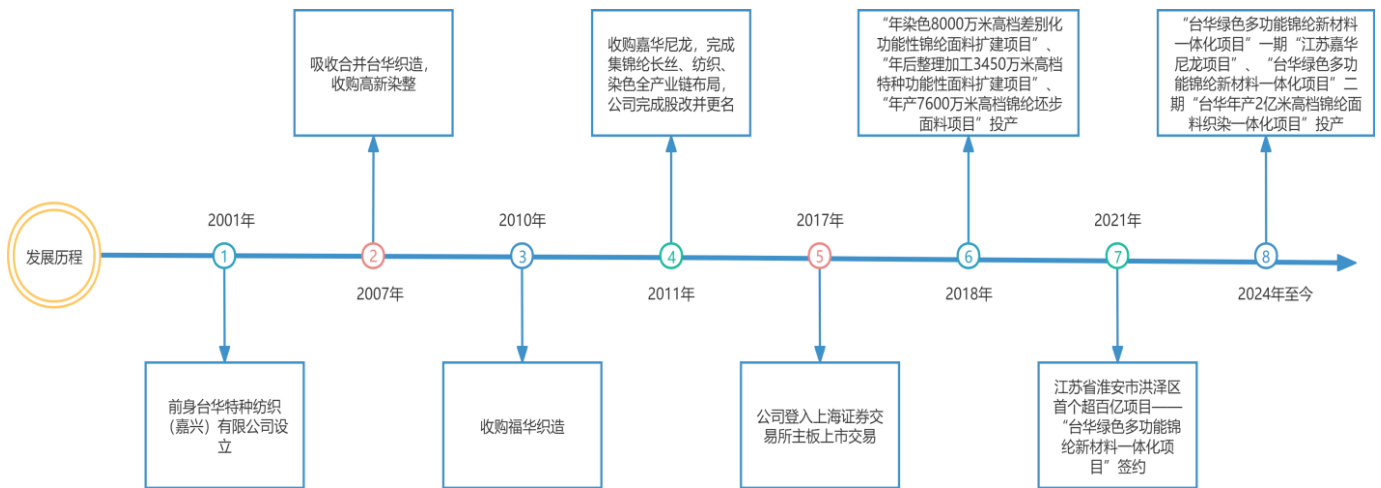 发展历程
2001年
1
前身台华特种纺织
（嘉兴）有限公司设
立
吸收合并台华织造，
收购高新染整
2
2007年
2010年
3
收购福华织造
收购嘉华尼龙，完成
集锦纶长丝、纺织、
染色全产业链布局，
公司完成股改并更名
4
2011年
2017年
5
公司登入上海证券交
易所主板上市交易
“年染色8000万米高档差别化
功能性锦纶面料扩建项目”、
“年后整理加工3450万米高档
特种功能性面料扩建项目”、
“年产7600万米高档锦纶坯步
面料项目”投产
6
2018年
2021年
7
江苏省淮安市洪泽区
首个超百亿项目——
“台华绿色多功能锦
纶新材料一体化项
目”签约
“台华绿色多功能锦纶新材料
一体化项目”一期“江苏嘉华
尼龙项目”、“台华绿色多功
能锦纶新材料一体化项目”二
期“台华年产2亿米高档锦纶面
料织染一体化项目”投产
8
2024年至今